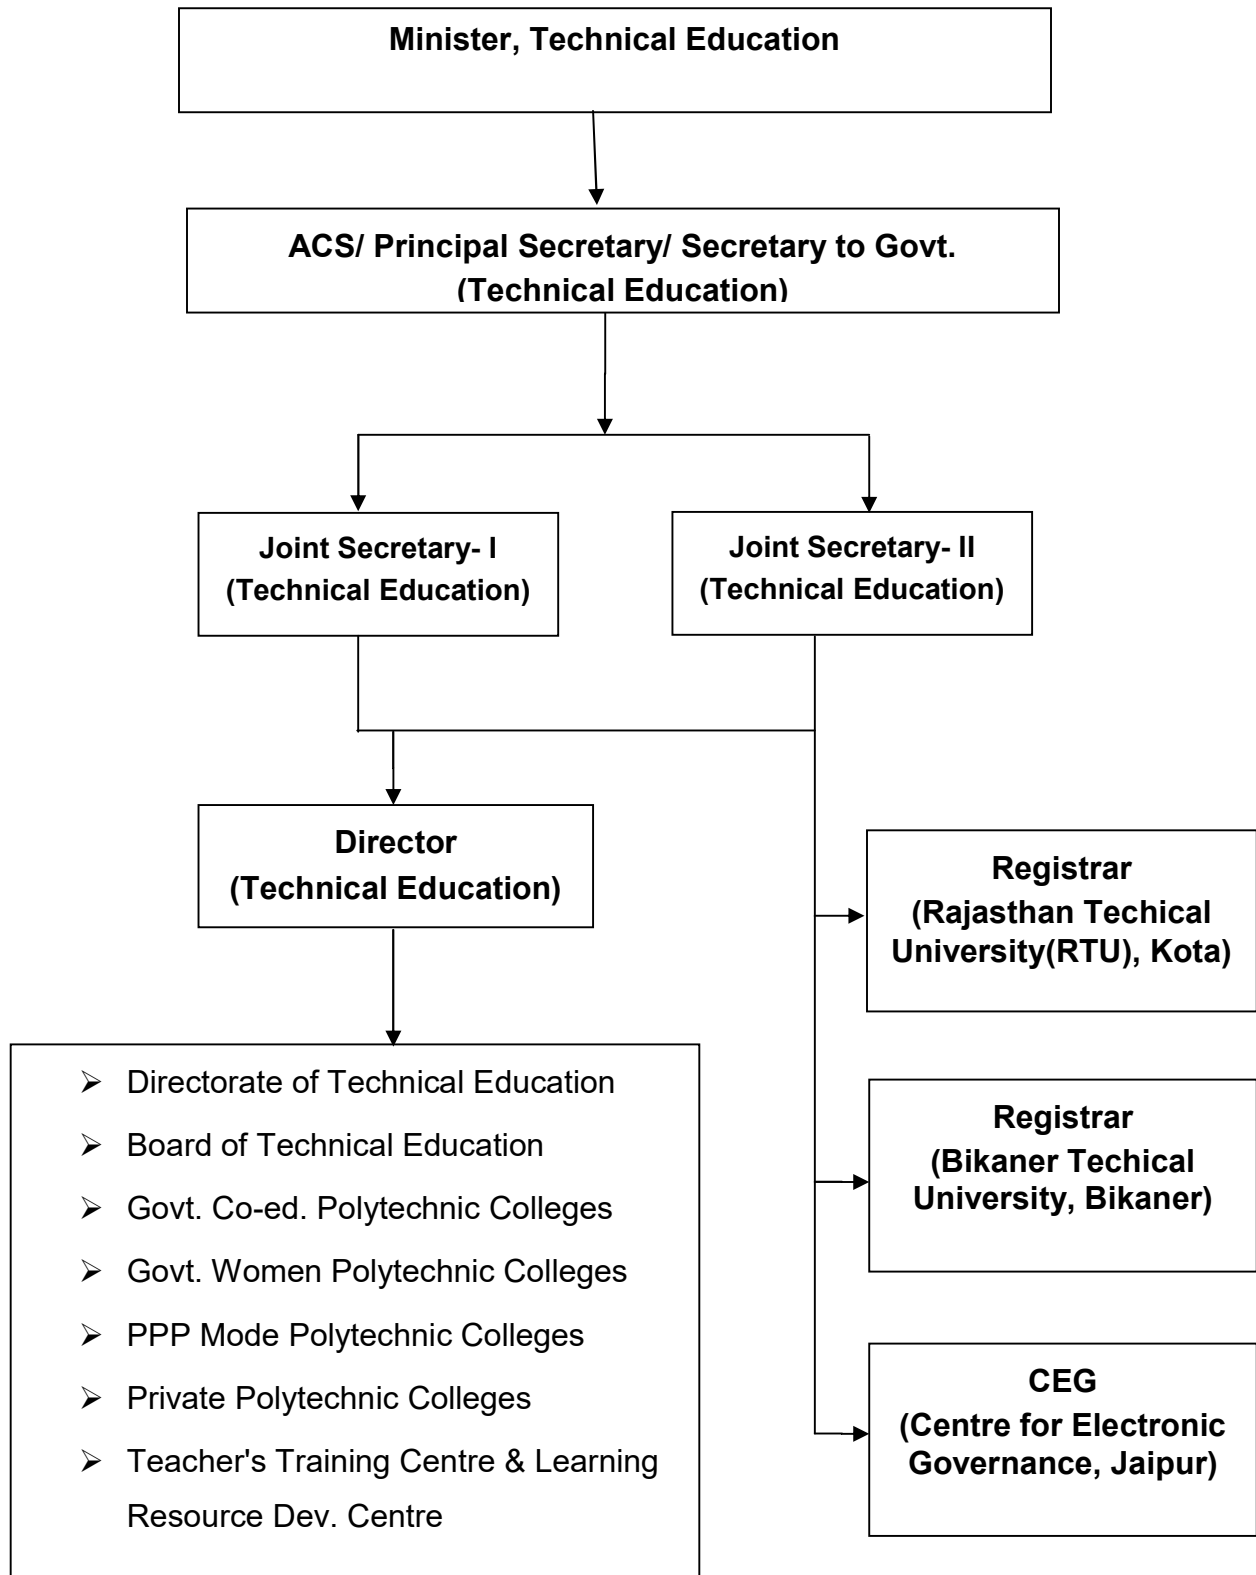 Minister, Technical Education
ACS/ Principal Secretary/ Secretary to Govt.
(Technical Education)
Joint Secretary- I
(Technical Education)
Joint Secretary- II
(Technical Education)
Director
(Technical Education)
Registrar
(Rajasthan Techical
University(RTU), Kota)
Registrar
(Bikaner Techical
University, Bikaner)
CEG
(Centre for Electronic
Governance, Jaipur)
➢ Directorate of Technical Education
➢ Board of Technical Education
➢ Govt. Co-ed. Polytechnic Colleges
➢ Govt. Women Polytechnic Colleges
➢ PPP Mode Polytechnic Colleges
➢ Private Polytechnic Colleges
➢ Teacher's Training Centre & Learning
Resource Dev. Centre